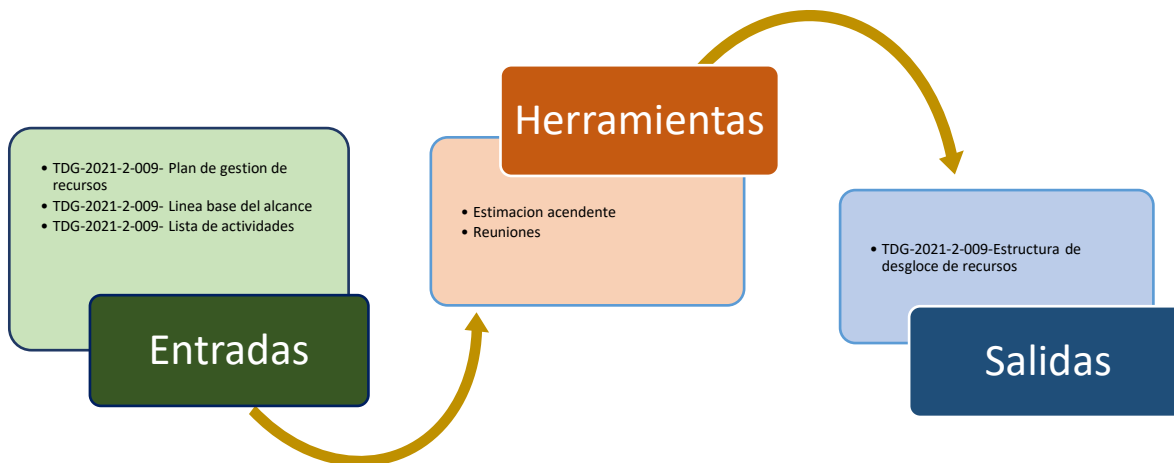 • TDG-2021-2-009- Plan de gestion de
recursos
• TDG-2021-2-009- Linea base del alcance
• TDG-2021-2-009- Lista de actividades
Entradas
Herramientas
• Estimacion acendente
• Reuniones
• TDG-2021-2-009-Estructura de
desgloce de recursos
Salidas